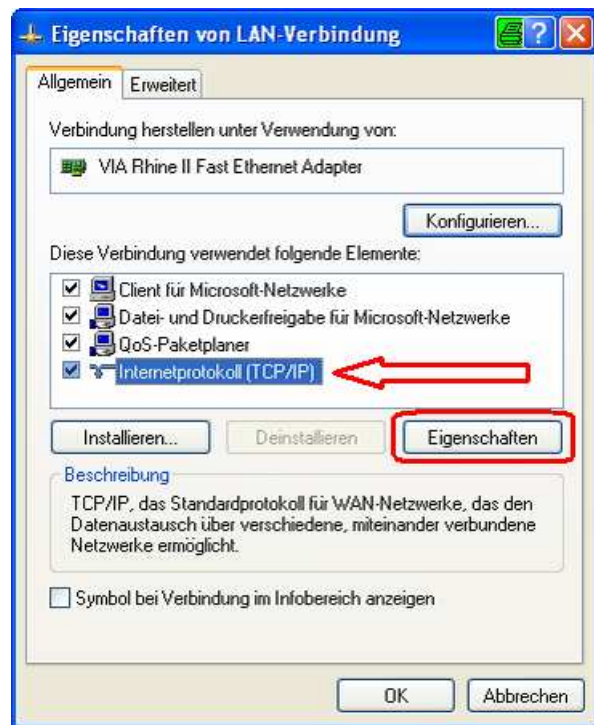 Eigenschaften von LAN-Verbindung
Allgemein
Erweitert
Verbindung herstellen unter Verwendung von:
VIA Rhine II Fast Ethernet Adapter
Konfigurieren...
Diese Verbindung verwendet folgende Elemente:
Client für Microsoft-Netzwerke
Datei- und Druckerfreigabe für Microsoft-Netzwerke
QoS-Paketplaner
Internetprotokoll (TCP/IP)
Installieren...
Deinstallieren
Eigenschaften
Beschreibung
TCP/IP, das Standardprotokoll für WAN-Netzwerke, das den
Datenaustausch über verschiedene, miteinander verbundene
Netzwerke ermöglicht.
Symbol bei Verbindung im Infobereich anzeigen
OK
Abbrechen